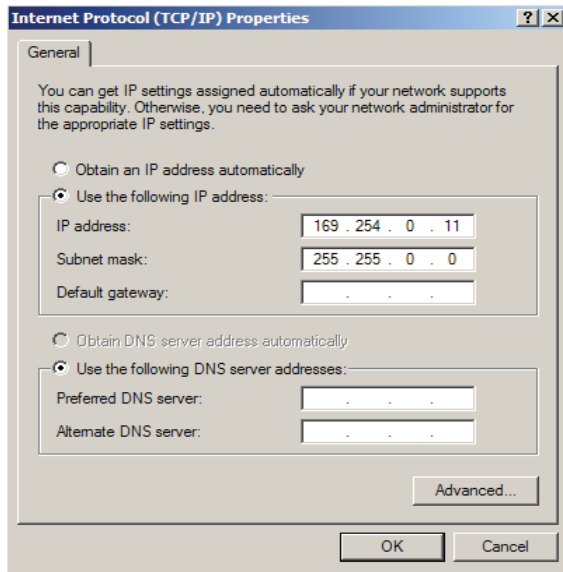 Internet Protocol (TCP/IP) Properties ? X
General
You can get IP settings assigned automatically if your network supports
this capability. Otherwise, you need to ask your network administrator for
the appropriate IP settings.
Obtain an IP address automatically
Use the following IP address:
IP address: 169 . 254 . 0 . 11
Subnet mask: 255 . 255 . 0 . 0
Default gateway: . . .
Obtain DNS server address automatically
Use the following DNS server addresses:
Preferred DNS server: . . .
Alternate DNS server: . . .
Advanced...
OK Cancel